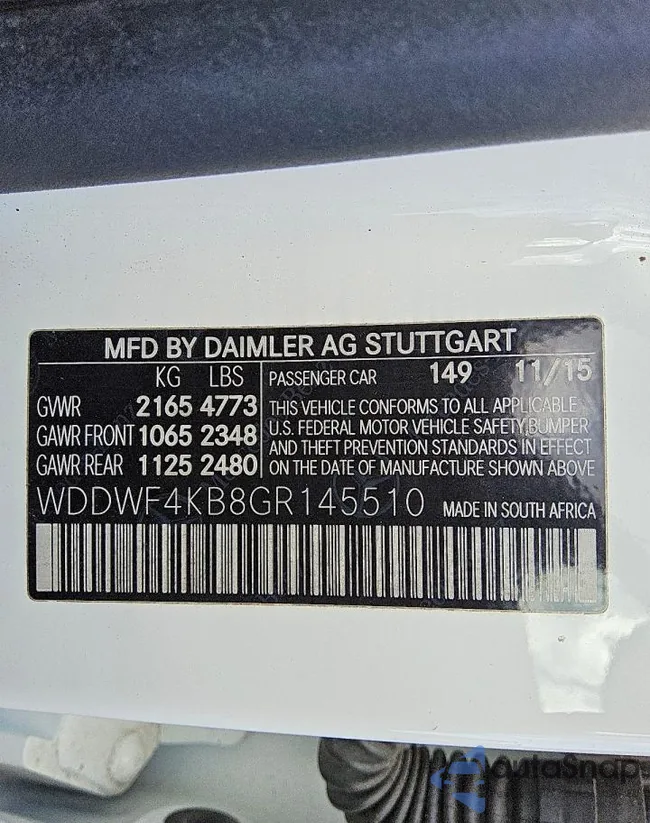 MFD BY DAIMLER AG STUTTGART
KG LBS
GVWR 2165 4773
GAWR FRONT 1065 2348
GAWR REAR 1125 2480
PASSENGER CAR 149 11/15
THIS VEHICLE CONFORMS TO ALL APPLICABLE
U.S. FEDERAL MOTOR VEHICLE SAFETY,BUMPER
AND THEFT PREVENTION STANDARDS IN EFFECT
ON THE DATE OF MANUFACTURE SHOWN ABOVE
WDDWF4KB8GR145510 MADE IN SOUTH AFRICA
AutoSnap